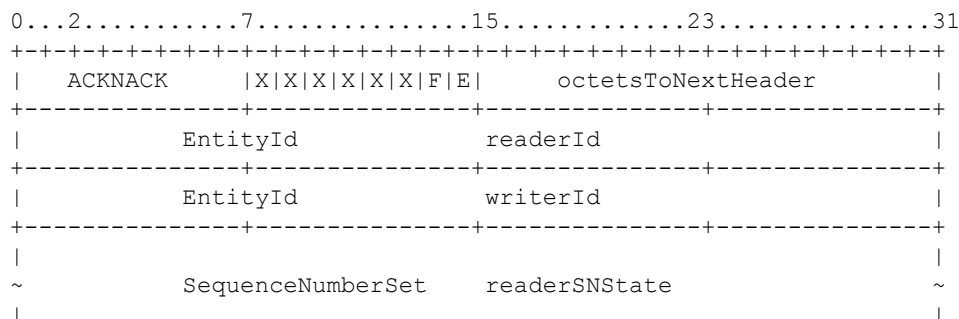 0...2...........7...............15.............23...............31
+-+-+-+-+-+-+-+-+-+-+-+-+-+-+-+-+-+-+-+-+-+-+-+-+-+-+-+-+-+-+-+-+
|   ACKNACK     |X|X|X|X|X|X|F|E|     octetsToNextHeader        |
+---------------+---------------+---------------+---------------+
|           EntityId             readerId                       |
+---------------+---------------+---------------+---------------+
|           EntityId             writerId                       |
+---------------+---------------+---------------+---------------+
|                                                               |
~           SequenceNumberSet    readerSNState                  ~
|                                                               |